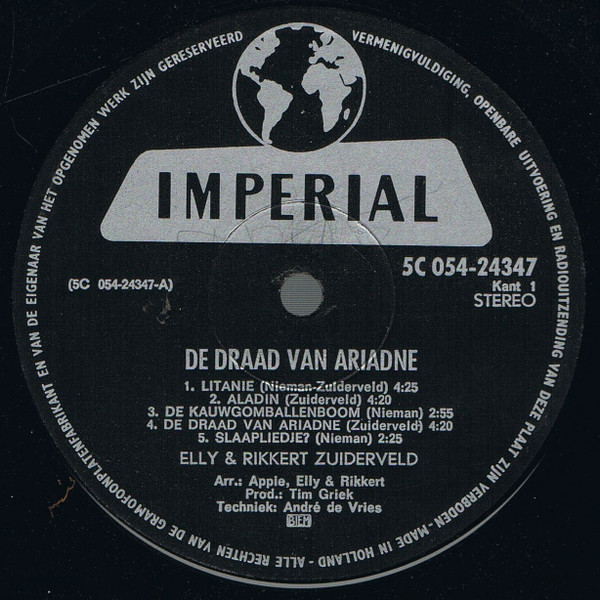 ALLE RECHTEN VAN DE GRAMOFOONPLATENFABRIKANT EN VAN DE EIGENAAR VAN HET OPGENOMEN WERK ZIJN GERESERVEERD
VERMENIGVULDIGING, OPENBARE UITVOERING EN RADIOUITZENDING VAN DEZE PLAAT ZIJN VERBODEN - MADE IN HOLLAND -
IMPERIAL
5C 054-24347
(5C 054-24347-A)
Kant 1
STEREO
DE DRAAD VAN ARIADNE
1. LITANIE (Nieman-Zuiderveld) 4:25
2. ALADIN (Zuiderveld) 4:20
3. DE KAUWGOMBALLENBOOM (Nieman) 2:55
4. DE DRAAD VAN ARIADNE (Zuiderveld) 4:20
5. SLAAPLIEDJE? (Nieman) 2:25
ELLY & RIKKERT ZUIDERVELD
Arr.: Apple, Elly & Rikkert
Prod.: Tim Griek
Techniek: André de Vries
BIEM